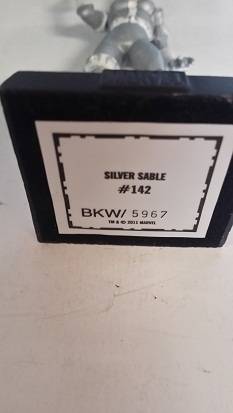 SILVER SABLE
#142
BKW/ 5967
TM & © 2011 MARVEL